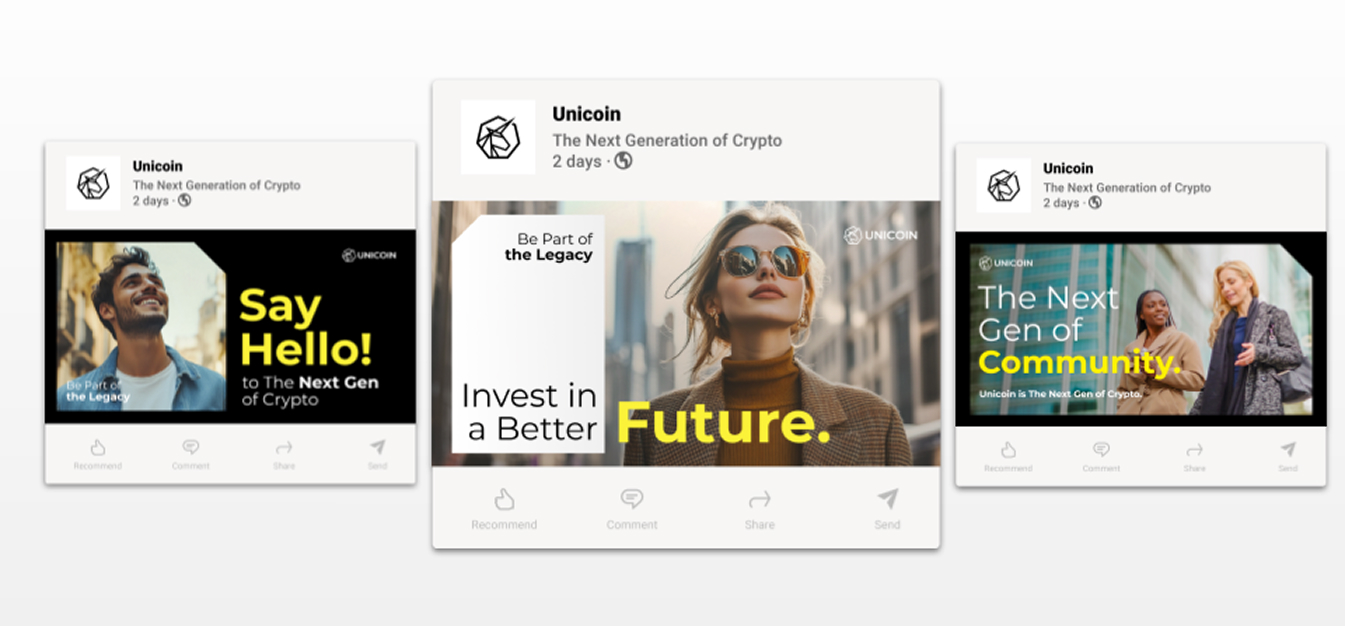 Unicoin
The Next Generation of Crypto
2 days ·
UNICOIN
Say
Hello!
to The Next Gen
of Crypto
Be Part of
the Legacy
Recommend
Comment
Share
Send
Unicoin
The Next Generation of Crypto
2 days ·
Be Part of
the Legacy
UNICOIN
Invest in
a Better
Future.
Recommend
Comment
Share
Send
Unicoin
The Next Generation of Crypto
2 days ·
UNICOIN
The Next
Gen of
Community.
Unicoin is The Next Gen of Crypto.
Recommend
Comment
Share
Send